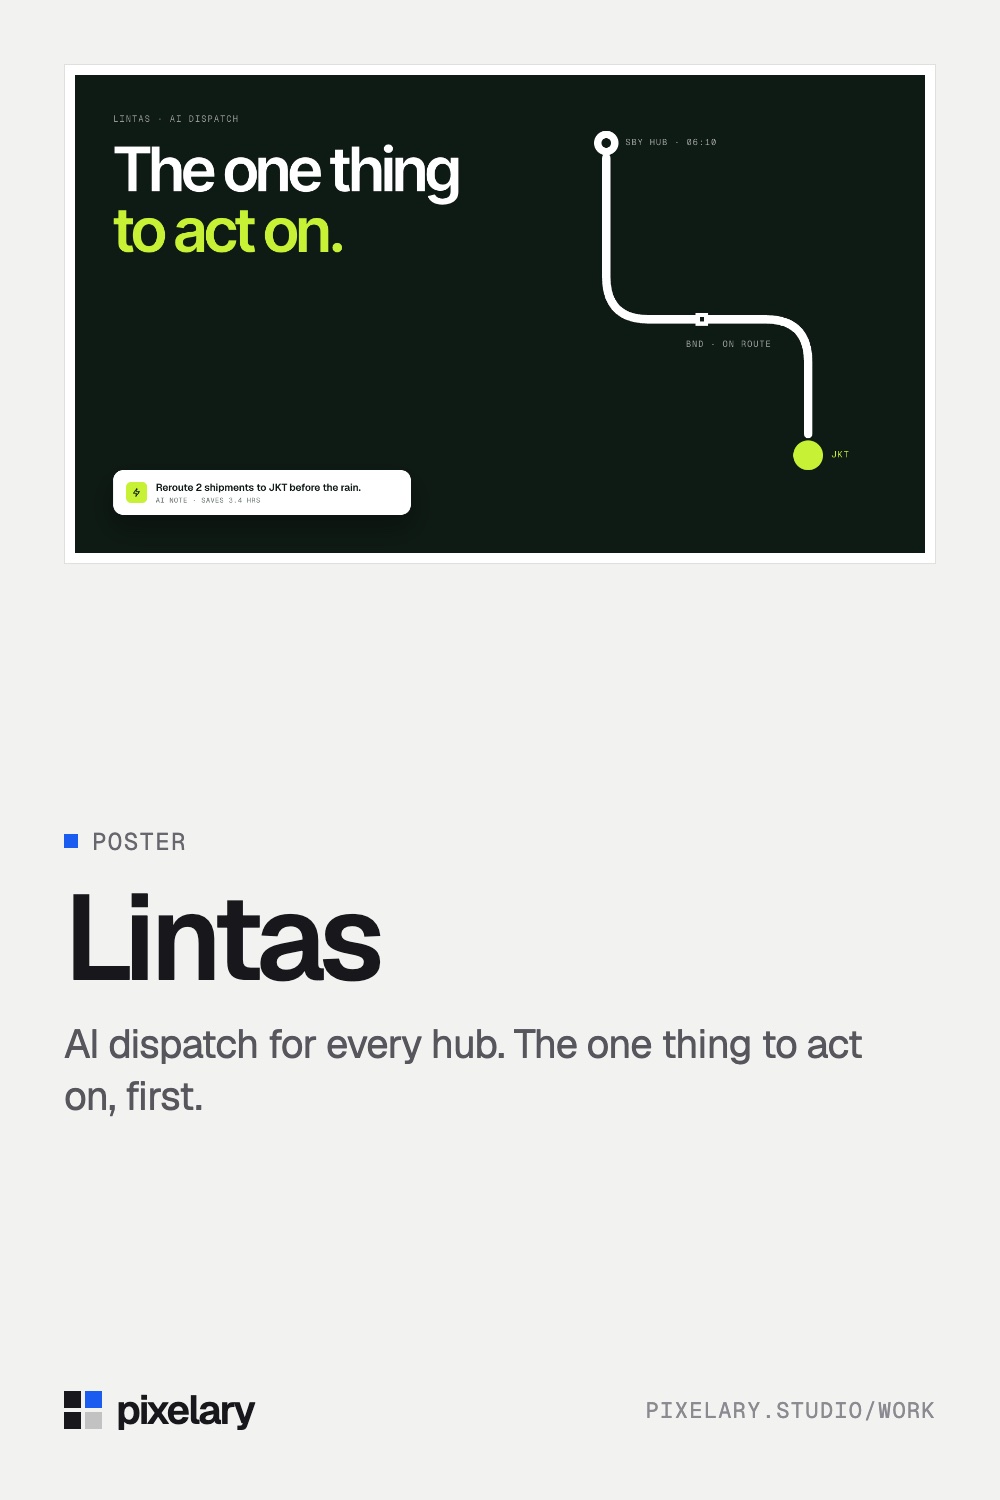 LINTAS · AI DISPATCH
The one thing
to act on.
SBY HUB · 06:10
BND · ON ROUTE
JKT
Reroute 2 shipments to JKT before the rain.
AI NOTE · SAVES 3.4 HRS
POSTER
Lintas
AI dispatch for every hub. The one thing to act
on, first.
pixelary
PIXELARY.STUDIO/WORK